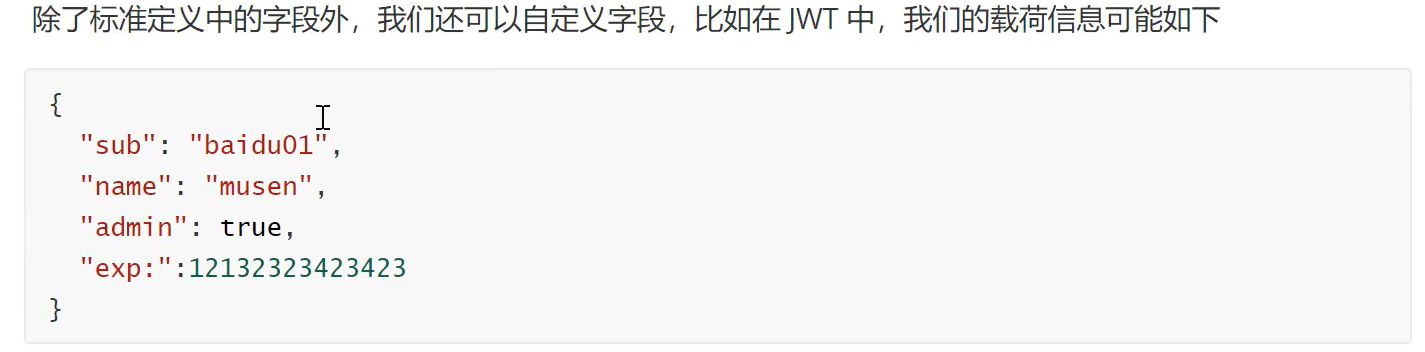 除了标准定义中的字段外，我们还可以自定义字段，比如在 JWT 中，我们的载荷信息可能如下
{
"sub": "baidu01",
"name": "musen",
"admin": true,
"exp:":12132323423423
}